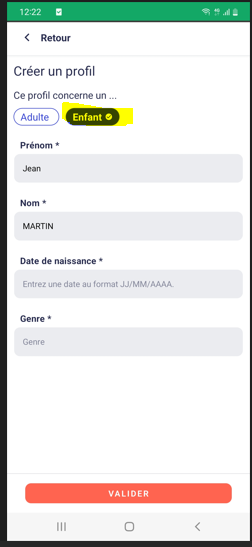 12:22
Retour
Créer un profil
Ce profil concerne un ...
Adulte Enfant
Prénom *
Jean
Nom *
MARTIN
Date de naissance *
Entrez une date au format JJ/MM/AAAA.
Genre *
Genre
VALIDER